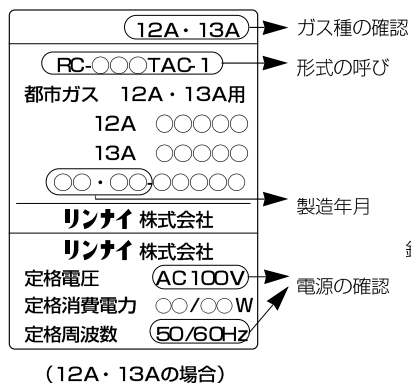 12A・13A ガス種の確認
RC-○○○TAC-1 形式の呼び
都市ガス 12A・13A用
12A ○○○○○
13A ○○○○○
○○・○○-○○○○○ 製造年月
リンナイ 株式会社
リンナイ 株式会社
定格電圧 AC100V 電源の確認
定格消費電力 ○○/○○W
定格周波数 50/60Hz
(12A・13Aの場合)